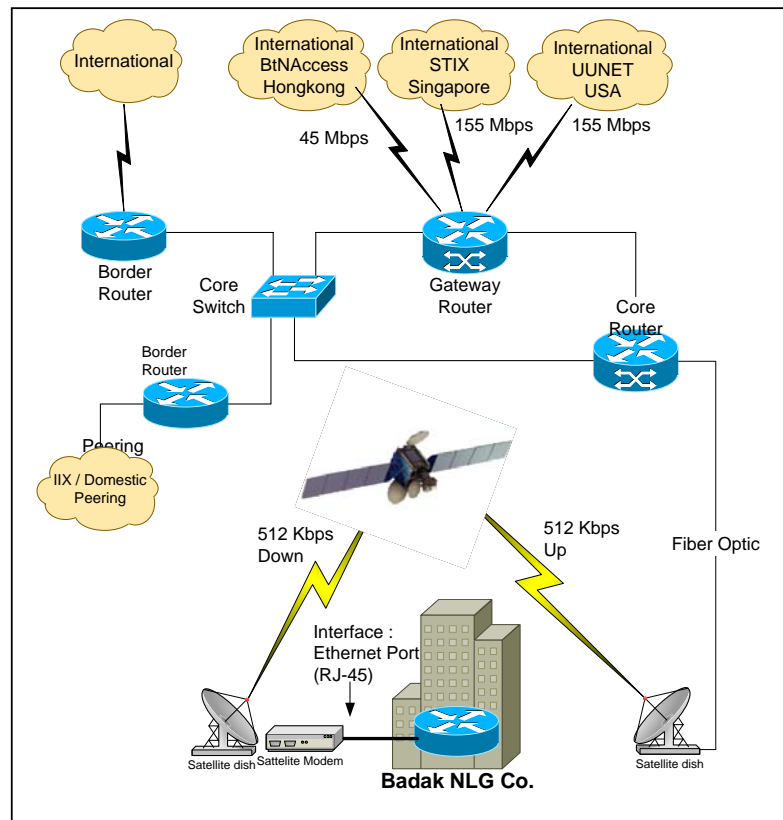 International
International
BtNAccess
Hongkong
International
STIX
Singapore
International
UUNET
USA
45 Mbps
155 Mbps
155 Mbps
Border
Router
Core
Switch
Gateway
Router
Core
Router
Border
Router
Peering
IIX / Domestic
Peering
512 Kbps
Down
512 Kbps
Up
Fiber Optic
Interface :
Ethernet Port
(RJ-45)
Satellite dish
Sattelite Modem
Badak NLG Co.
Satellite dish